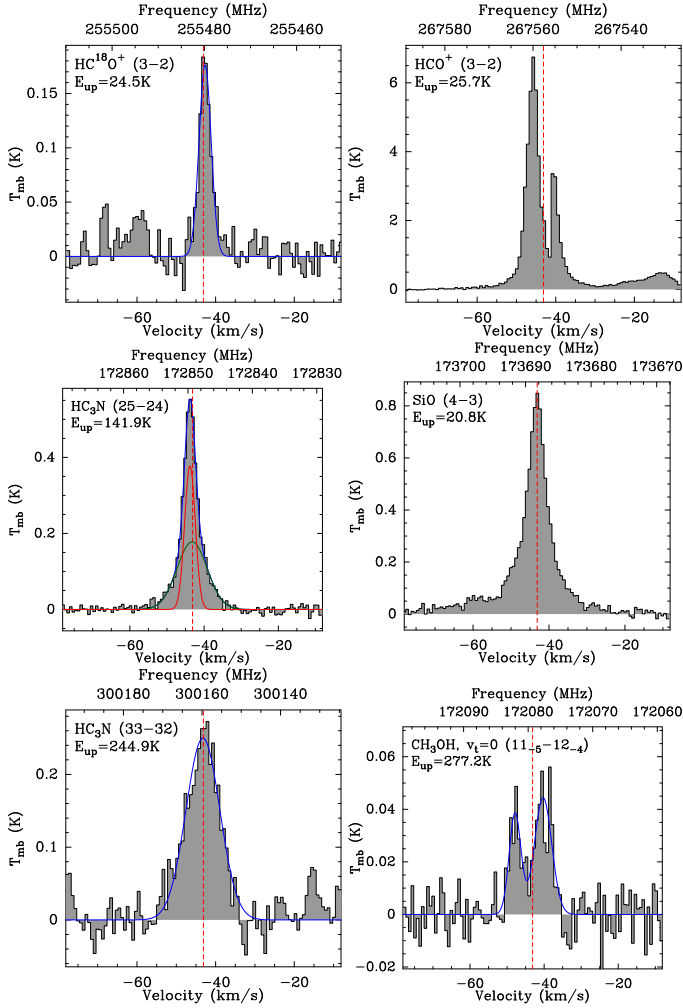 Frequency (MHz)
255500 255480 255460
HC¹⁸O⁺ (3−2)
Eᵤₚ=24.5K
Tₘb (K)
0.15
0.1
0.05
0
−60 −40 −20
Velocity (km/s)
Frequency (MHz)
267580 267560 267540
HCO⁺ (3−2)
Eᵤₚ=25.7K
Tₘb (K)
6
4
2
0
−60 −40 −20
Velocity (km/s)
Frequency (MHz)
172860 172850 172840 172830
HC₃N (25−24)
Eᵤₚ=141.9K
Tₘb (K)
0.4
0.2
0
−60 −40 −20
Velocity (km/s)
Frequency (MHz)
173700 173690 173680 173670
SiO (4−3)
Eᵤₚ=20.8K
Tₘb (K)
0.8
0.6
0.4
0.2
0
−60 −40 −20
Velocity (km/s)
Frequency (MHz)
300180 300160 300140
HC₃N (33−32)
Eᵤₚ=244.9K
Tₘb (K)
0.2
0.1
0
−60 −40 −20
Velocity (km/s)
Frequency (MHz)
172090 172080 172070 172060
CH₃OH, vₜ=0 (11₋₅−12₋₄)
Eᵤₚ=277.2K
Tₘb (K)
0.06
0.04
0.02
0
−0.02
−60 −40 −20
Velocity (km/s)